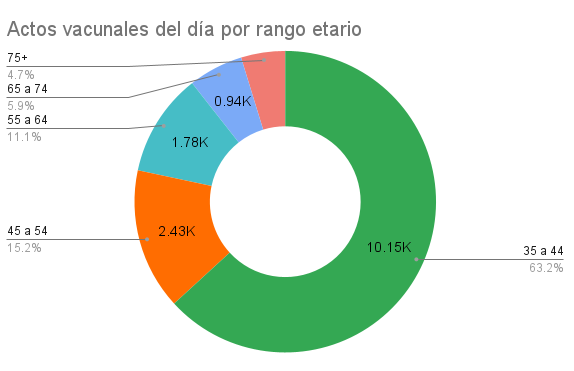 Actos vacunales del día por rango etario
75+
4.7%
65 a 74
5.9%
55 a 64
11.1%
45 a 54
15.2%
0.94K
1.78K
2.43K
10.15K
35 a 44
63.2%